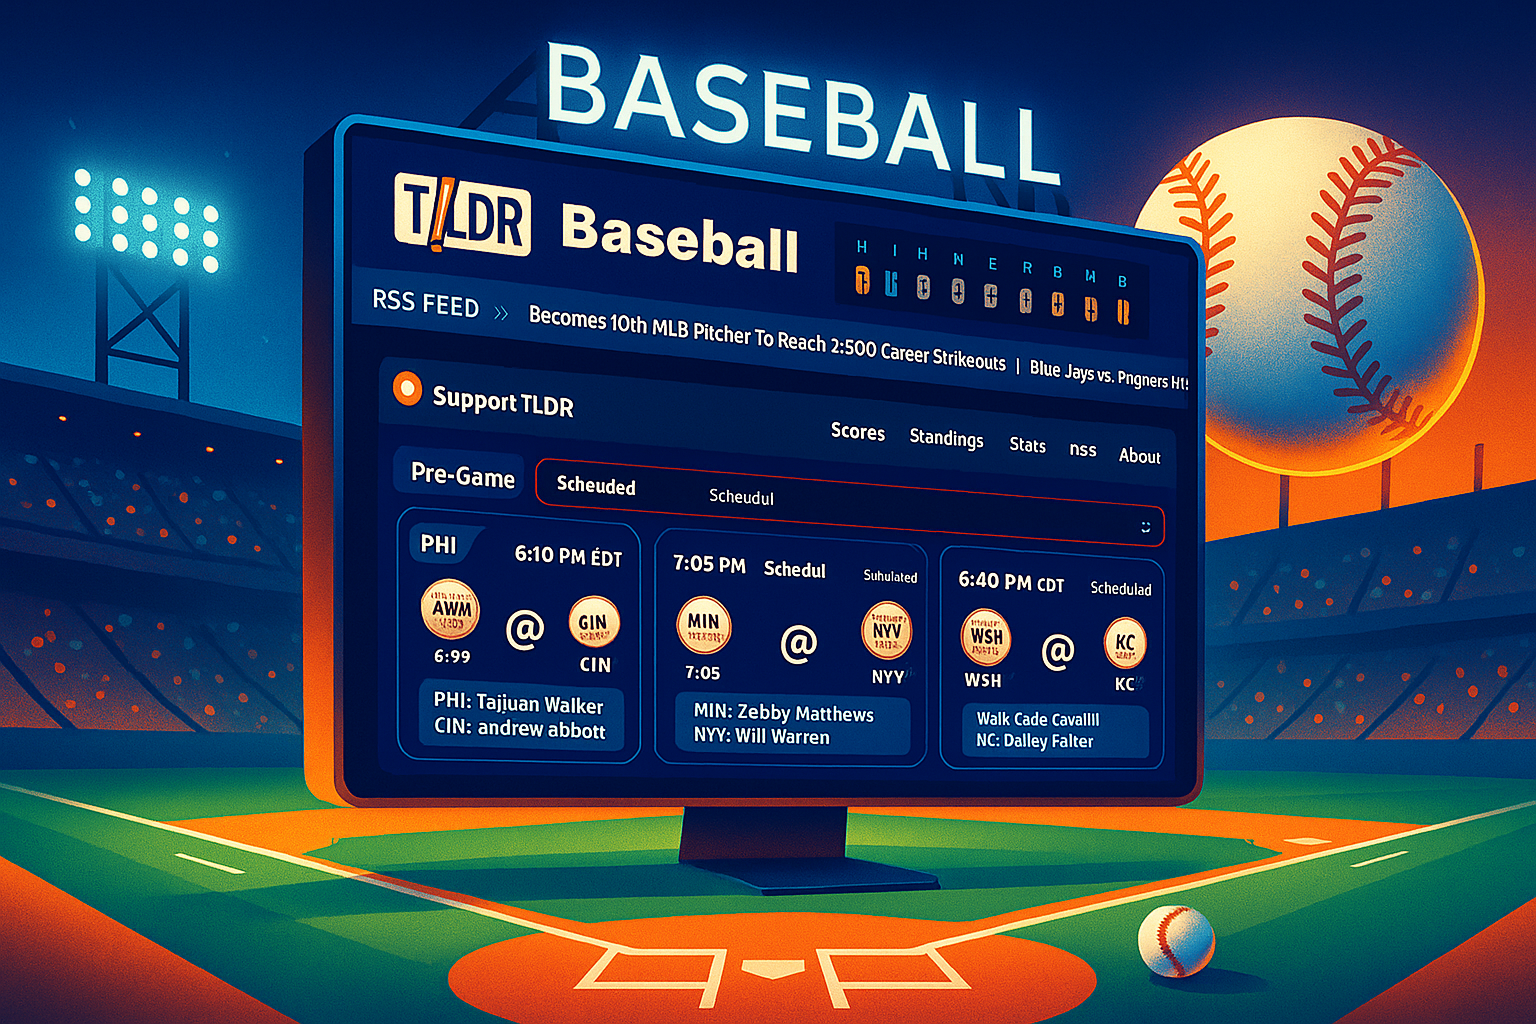 BASEBALL
T!LDR Baseball
H I H N E R B M B
RSS FEED » Becomes 10th MLB Pitcher To Reach 2:500 Career Strikeouts | Blue Jays vs. Pngners
Support TLDR
Scores Standings Stats nss About
Pre-Game Scheuded Scheudul
PHI 6:10 PM ÉDT
AWM @ GIN
6:99 CIN
PHI: Tajiuan Walker
CIN: andrew abbott
7:05 PM Schedul Suhulated
MIN @ NYV
7:05 NYY
MIN: Zebby Matthews
NYY: Will Warren
6:40 PM CDT Schedulad
WSH @ KC
WSH KC
Walk Cade Cavallll
NC: Dalley Falter